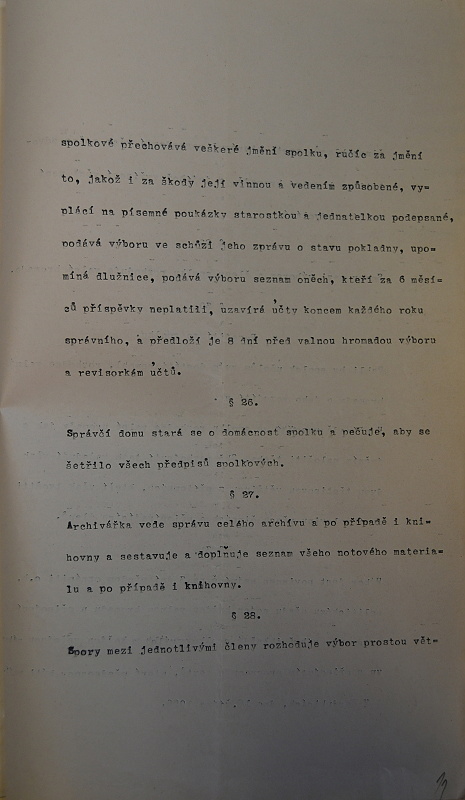 spolkové přechovává veškeré jmění spolku, ručíc za jmění
to, jakož i za škody její vinnou a vedením způsobené, vy-
plácí na písemné poukázky starostkou a jednatelkou podepsané,
podává výboru ve schůzi jeho zprávu o stavu pokladny, upo-
míná dlužnice, podává výboru seznam oněch, kteří za 6 měsí=
ců příspěvky neplatili, uzavírá účty koncem každého roku
správního, a předloží je 8 dní před valnou hromadou výboru
a revisorkám účtů.
§ 26.
Správčí domu stará se o domácnost spolku a pečuje, aby se
šetřilo všech předpisů spolkových.
§ 27.
Archivářka vede správu celého archívu a po případě i kni=
hovny a sestavuje a doplňuje seznam všeho notového materia=
lu a po případě i knihovny.
§ 28.
Spory mezi jednotlivými členy rozhoduje výbor prostou vět=